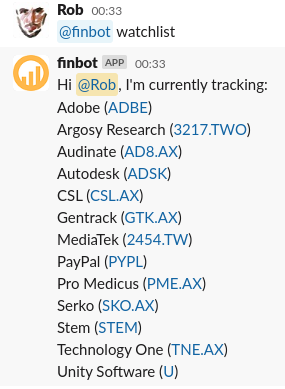 Rob 00:33
@finbot watchlist
finbot APP 00:33
Hi @Rob, I'm currently tracking:
Adobe (ADBE)
Argosy Research (3217.TWO)
Audinate (AD8.AX)
Autodesk (ADSK)
CSL (CSL.AX)
Gentrack (GTK.AX)
MediaTek (2454.TW)
PayPal (PYPL)
Pro Medicus (PME.AX)
Serko (SKO.AX)
Stem (STEM)
Technology One (TNE.AX)
Unity Software (U)